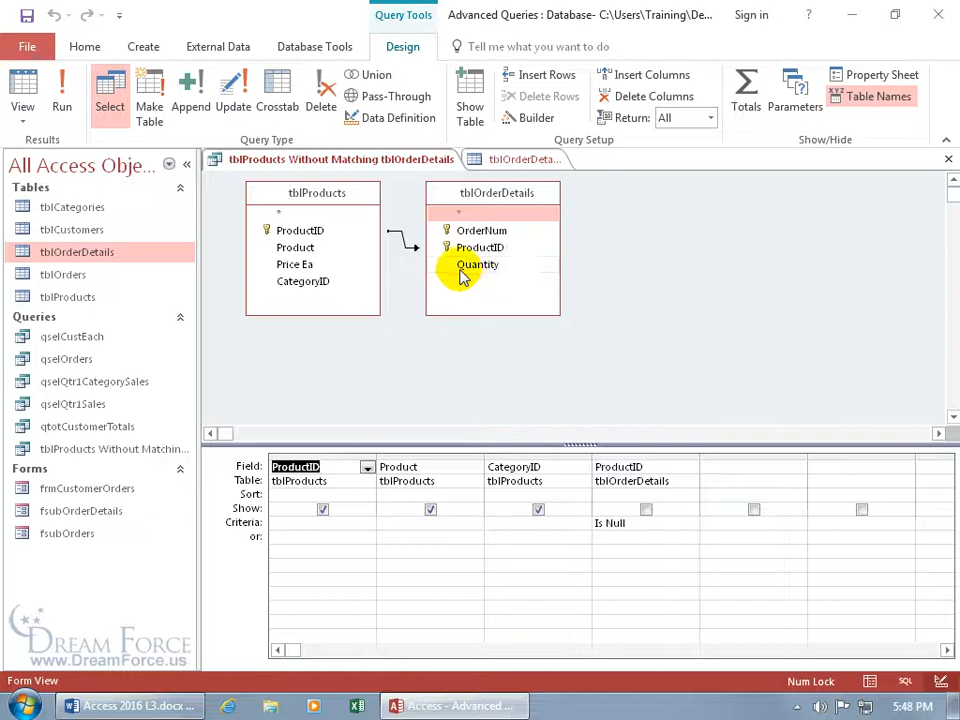 Query Tools
Advanced Queries : Database- C:\Users\Training\De...
Sign in
?
File
Home
Create
External Data
Database Tools
Design
Tell me what you want to do
View
Run
Select
Make Table
Append
Update
Crosstab
Delete
Union
Pass-Through
Data Definition
Show Table
Insert Rows
Delete Rows
Builder
Insert Columns
Delete Columns
Return: All
Totals
Parameters
Property Sheet
Table Names
Results
Query Type
Query Setup
Show/Hide
All Access Obje...
tblProducts Without Matching tblOrderDetails
tblOrderDeta...
Tables
tblCategories
tblCustomers
tblOrderDetails
tblOrders
tblProducts
Queries
qselCustEach
qselOrders
qselQtr1CategorySales
qselQtr1Sales
qtotCustomerTotals
tblProducts Without Matching...
Forms
frmCustomerOrders
fsubOrderDetails
fsubOrders
tblProducts
*
ProductID
Product
Price Ea
CategoryID
tblOrderDetails
*
OrderNum
ProductID
Quantity
Field: ProductID Product CategoryID ProductID
Table: tblProducts tblProducts tblProducts tblOrderDetails
Sort:
Show:
Criteria: Is Null
or:
DREAM FORCE
www.DreamForce.us
Form View
Num Lock
SQL
Access 2016 L3.docx ...
Access - Advanced ...
5:48 PM